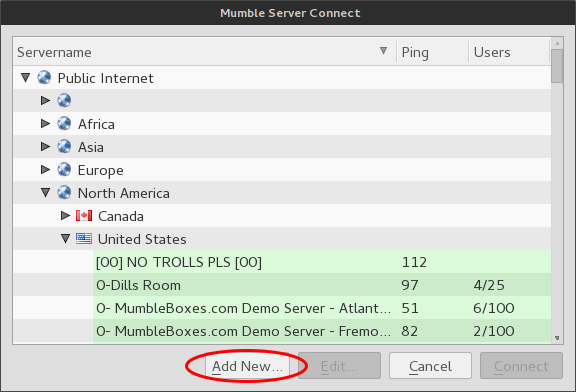 Mumble Server Connect
Servername Ping Users
Public Internet
Africa
Asia
Europe
North America
Canada
United States
[00] NO TROLLS PLS [00] 112
0-Dills Room 97 4/25
0- MumbleBoxes.com Demo Server - Atlant... 51 6/100
0- MumbleBoxes.com Demo Server - Fremo... 82 2/100
Add New... Edit... Cancel Connect